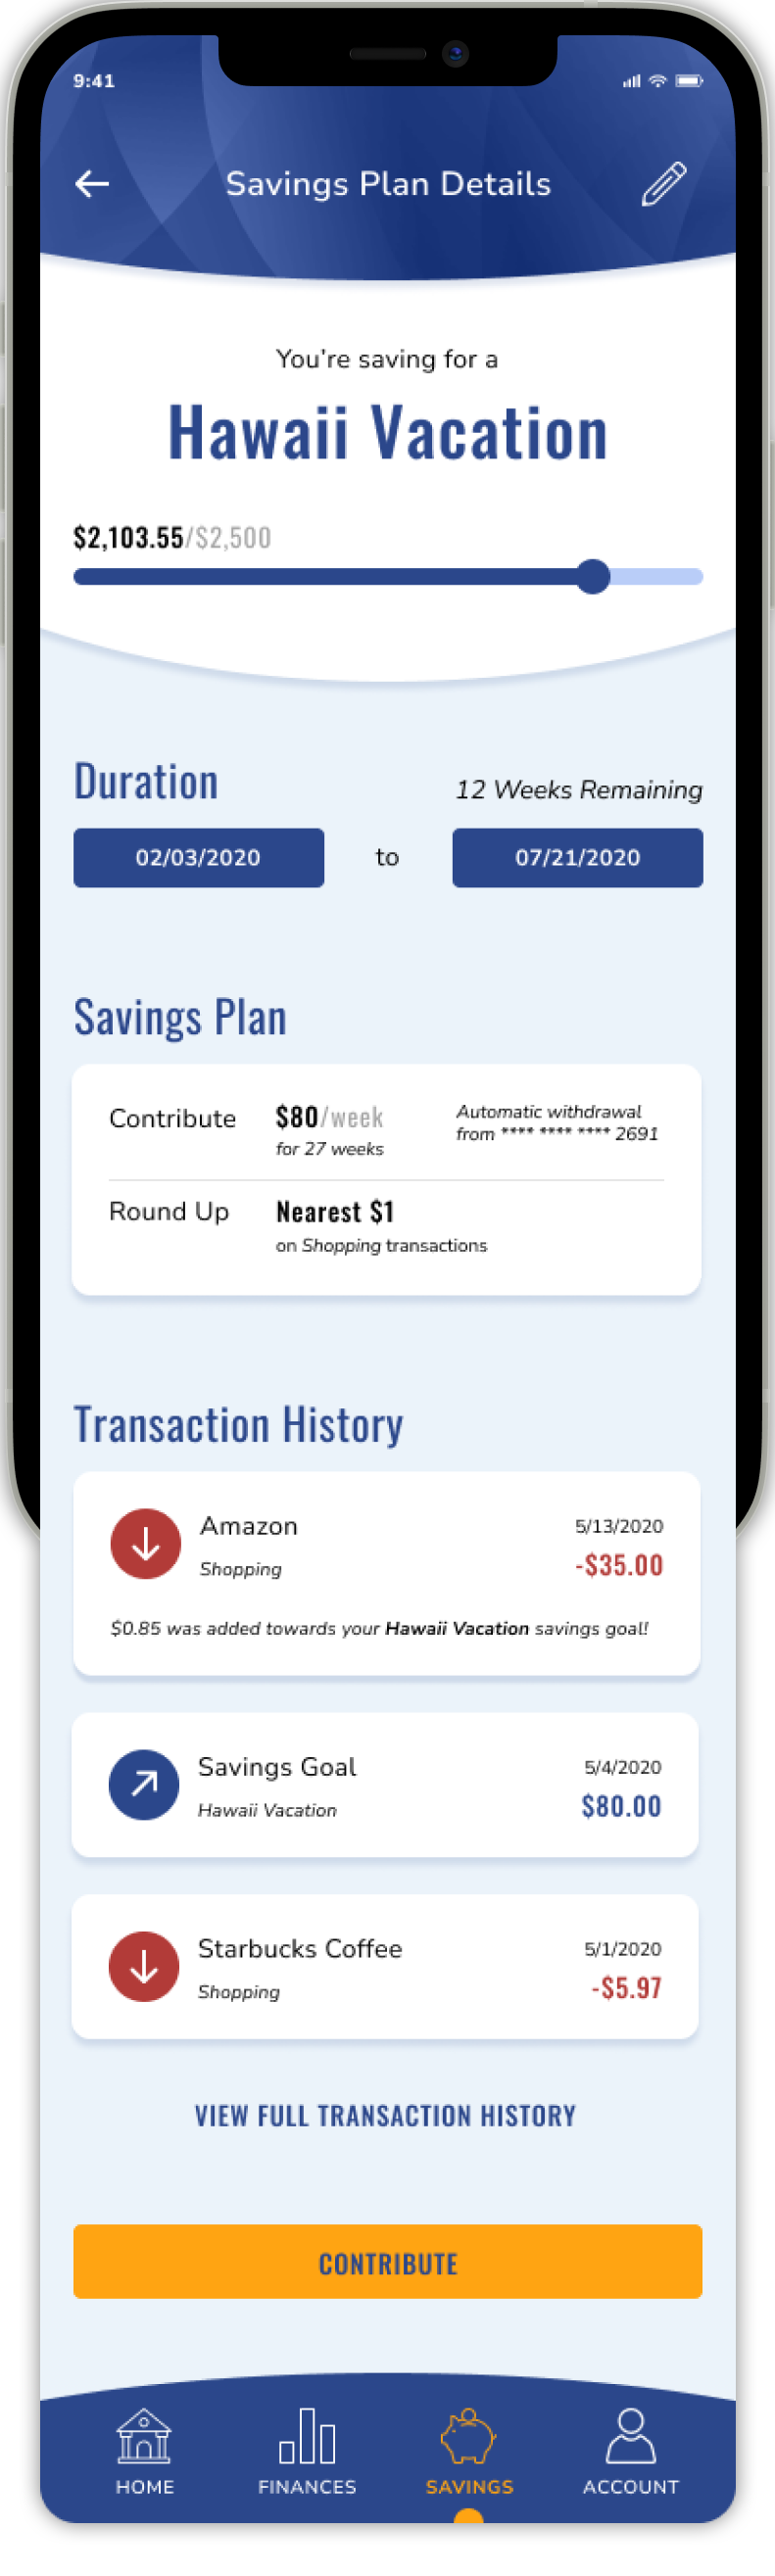 9:41
Savings Plan Details
You're saving for a
Hawaii Vacation
$2,103.55/$2,500
Duration
12 Weeks Remaining
02/03/2020 to 07/21/2020
Savings Plan
Contribute
$80/week
for 27 weeks
Automatic withdrawal
from **** **** **** 2691
Round Up
Nearest $1
on Shopping transactions
Transaction History
Amazon
5/13/2020
Shopping
-$35.00
$0.85 was added towards your Hawaii Vacation savings goal!
Savings Goal
5/4/2020
Hawaii Vacation
$80.00
Starbucks Coffee
5/1/2020
Shopping
-$5.97
VIEW FULL TRANSACTION HISTORY
CONTRIBUTE
HOME FINANCES SAVINGS ACCOUNT